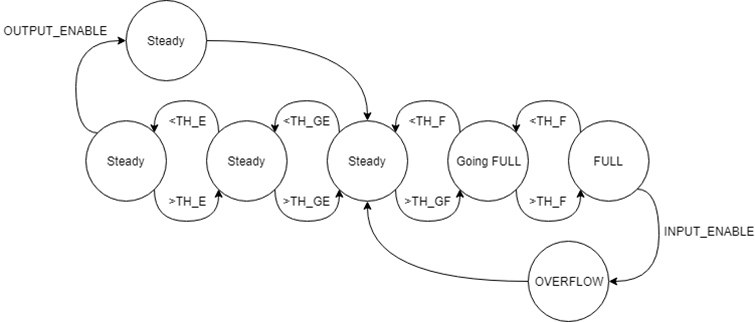 OUTPUT_ENABLE
Steady
<TH_E
<TH_GE
<TH_F
<TH_F
Steady
Steady
Steady
Going FULL
FULL
>TH_E
>TH_GE
>TH_GF
>TH_F
INPUT_ENABLE
OVERFLOW